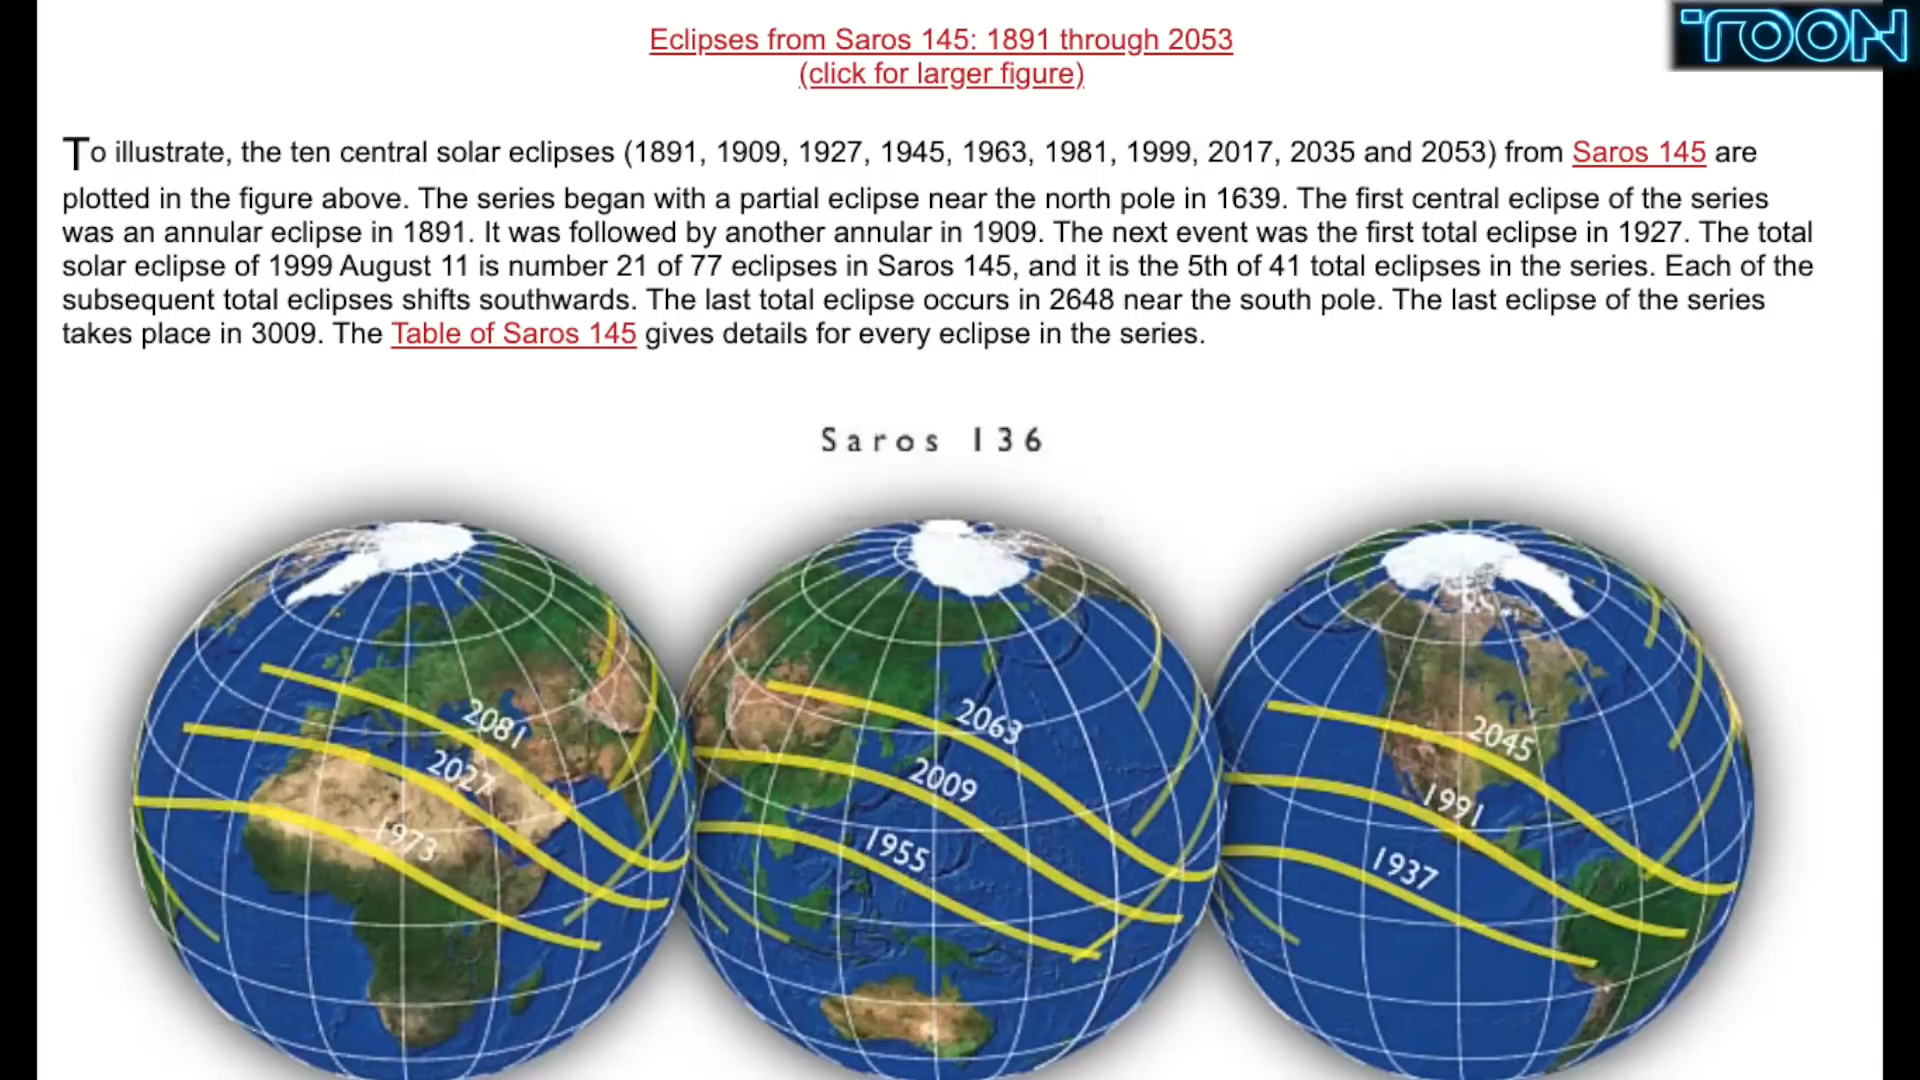 TOON
Eclipses from Saros 145: 1891 through 2053
(click for larger figure)
To illustrate, the ten central solar eclipses (1891, 1909, 1927, 1945, 1963, 1981, 1999, 2017, 2035 and 2053) from Saros 145 are
plotted in the figure above. The series began with a partial eclipse near the north pole in 1639. The first central eclipse of the series
was an annular eclipse in 1891. It was followed by another annular in 1909. The next event was the first total eclipse in 1927. The total
solar eclipse of 1999 August 11 is number 21 of 77 eclipses in Saros 145, and it is the 5th of 41 total eclipses in the series. Each of the
subsequent total eclipses shifts southwards. The last total eclipse occurs in 2648 near the south pole. The last eclipse of the series
takes place in 3009. The Table of Saros 145 gives details for every eclipse in the series.
Saros 136
2081
2027
1973
2063
2009
1955
2045
1991
1937